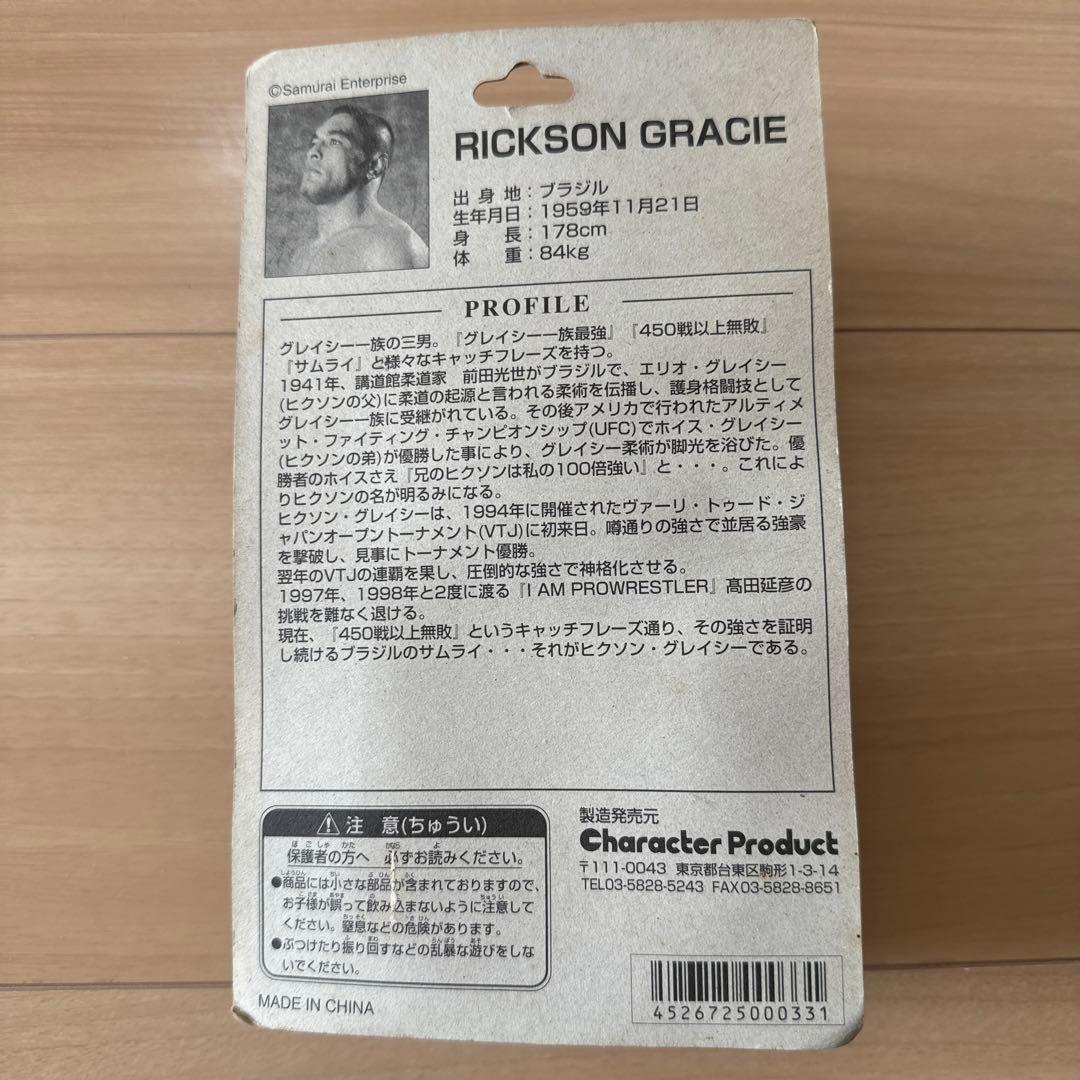 ©Samurai Enterprise
RICKSON GRACIE
出身地：ブラジル
生年月日：1959年11月21日
身　長：178cm
体　重：84kg
PROFILE
グレイシー一族の三男。『グレイシー一族最強』『450戦以上無敗』
『サムライ』と様々なキャッチフレーズを持つ。
1941年、講道館柔道家　前田光世がブラジルで、エリオ・グレイシー
(ヒクソンの父)に柔道の起源と言われる柔術を伝播し、護身格闘技として
グレイシー一族に受継がれている。その後アメリカで行われたアルティメ
ット・ファイティング・チャンピオンシップ(UFC)でホイス・グレイシー
(ヒクソンの弟)が優勝した事により、グレイシー柔術が脚光を浴びた。優
勝者のホイスさえ『兄のヒクソンは私の100倍強い』と・・・。これによ
りヒクソンの名が明るみになる。
ヒクソン・グレイシーは、1994年に開催されたヴァーリ・トゥード・ジ
ャパンオープントーナメント(VTJ)に初来日。噂通りの強さで並居る強豪
を撃破し、見事にトーナメント優勝。
翌年のVTJの連覇を果し、圧倒的な強さで神格化させる。
1997年、1998年と2度に渡る『I AM PROWRESTLER』髙田延彦の
挑戦を難なく退ける。
現在、『450戦以上無敗』というキャッチフレーズ通り、その強さを証明
し続けるブラジルのサムライ・・・それがヒクソン・グレイシーである。
⚠注　意(ちゅうい)
保護者の方へ　必ずお読みください。
●商品には小さな部品が含まれておりますので、
お子様が誤って飲み込まないように注意して
ください。窒息などの危険があります。
●ぶつけたり振り回すなどの乱暴な遊びをしな
いでください。
MADE IN CHINA
製造発売元
Character Product
〒111-0043　東京都台東区駒形1-3-14
TEL03-5828-5243　FAX03-5828-8651
4526725000331